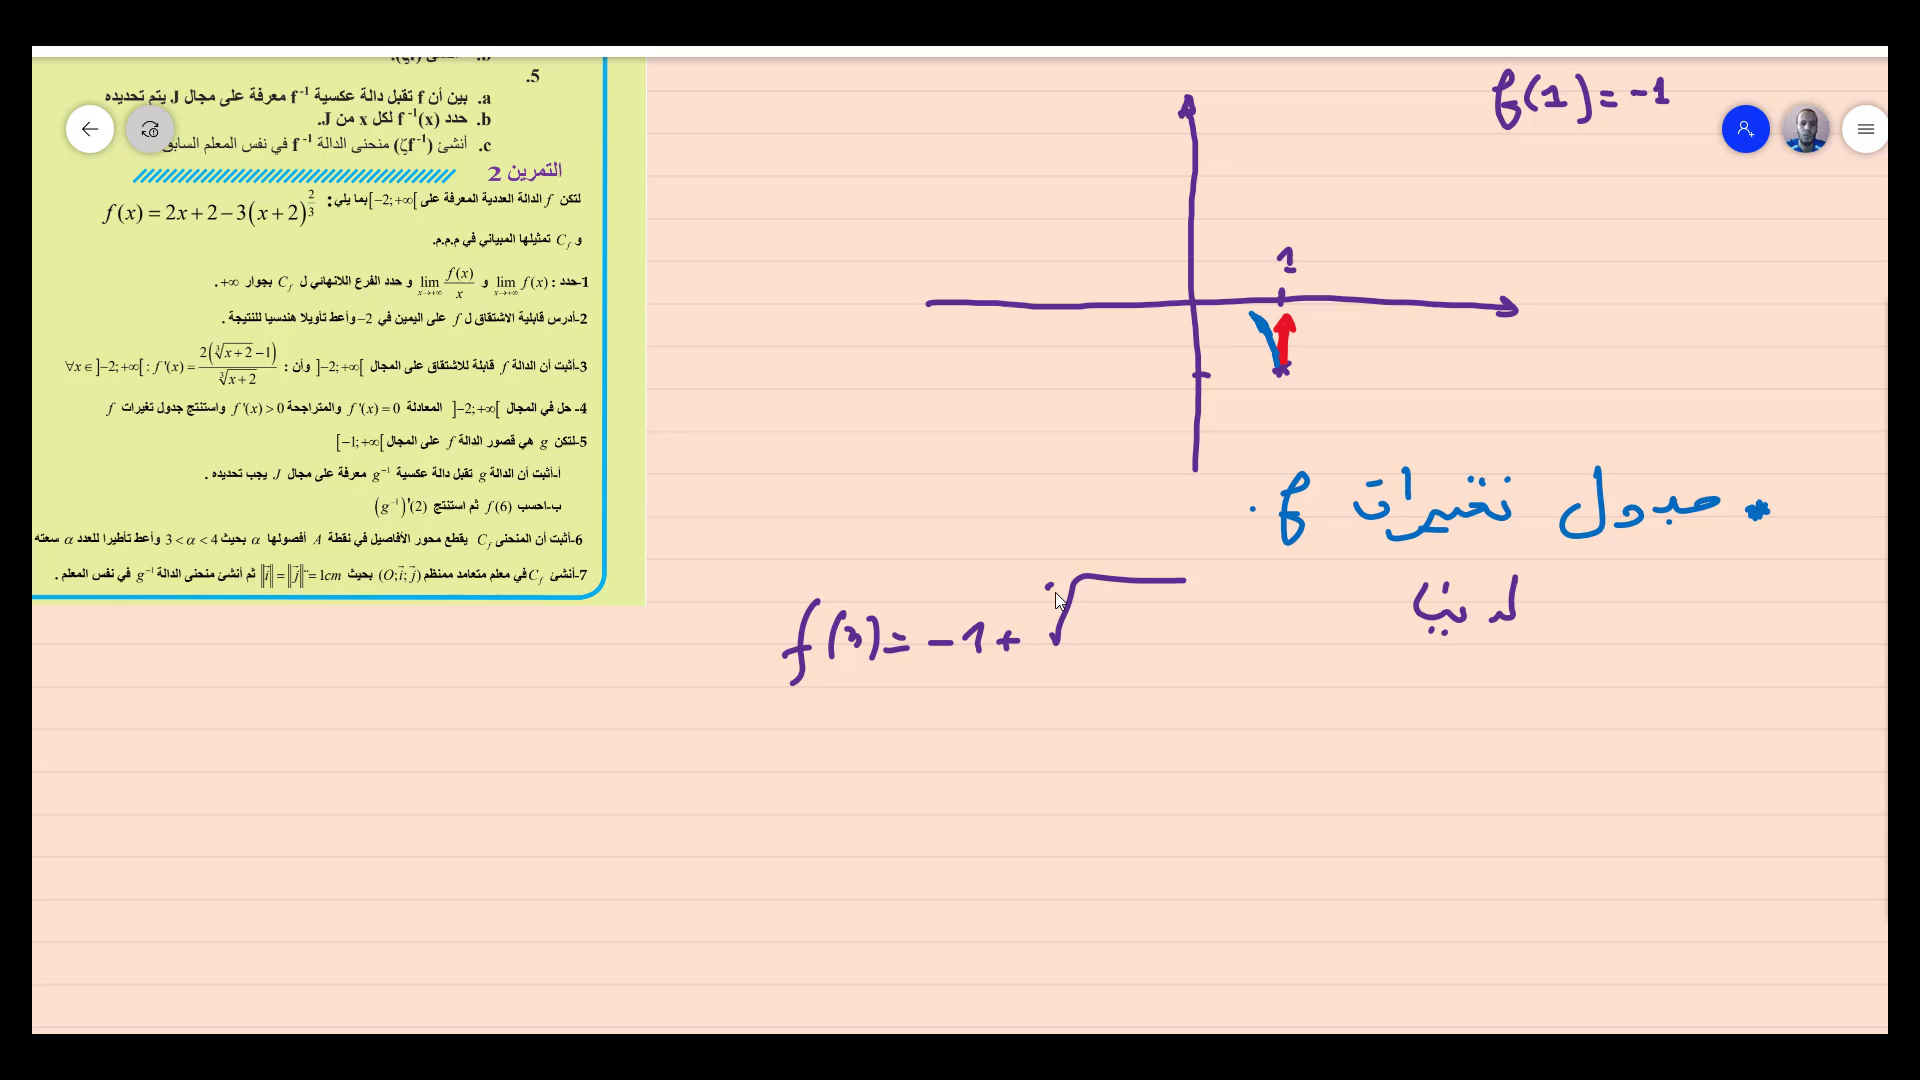 .5
a. بين أن f تقبل دالة عكسية f⁻¹ معرفة على مجال J يتم تحديده
b. حدد f⁻¹(x) لكل x من J.
c. أنشئ (ζf⁻¹) منحنى الدالة f⁻¹ في نفس المعلم السابق
التمرين 2
لتكن f الدالة العددية المعرفة على [-2;+∞[ بما يلي: f(x) = 2x+2-3(x+2)^(2/3)
و C_f تمثيلها المبياني في م.م.م.
1-حدد : lim_(x→+∞) f(x) و lim_(x→+∞) f(x)/x و حدد الفرع اللانهائي ل C_f بجوار +∞ .
2-أدرس قابلية الاشتقاق ل f على اليمين في -2 وأعط تأويلا هندسيا للنتيجة .
3-أثبت أن الدالة f قابلة للاشتقاق على المجال ]-2;+∞[ وأن : ∀x∈]-2;+∞[ : f'(x) = 2(∛(x+2) -1)/∛(x+2)
4- حل في المجال ]-2;+∞[ المعادلة f'(x)=0 والمتراجحة f'(x)>0 واستنتج جدول تغيرات f
5-لتكن g هي قصور الدالة f على المجال [-1;+∞[
أ-أثبت أن الدالة g تقبل دالة عكسية g⁻¹ معرفة على مجال J يجب تحديده .
ب-احسب f(6) ثم استنتج (g⁻¹)'(2)
6-أثبت أن المنحنى C_f يقطع محور الأفاصيل في نقطة A أفصولها α بحيث 3<α<4 وأعط تأطيرا للعدد α سعته
7-أنشئ C_f في معلم متعامد ممنظم (O;i;j) بحيث ||i||=||j||=1cm ثم أنشئ منحنى الدالة g⁻¹ في نفس المعلم .
f(1) = -1
1
* جدول تغيرات f .
لدينا
f(x) = -1 + √